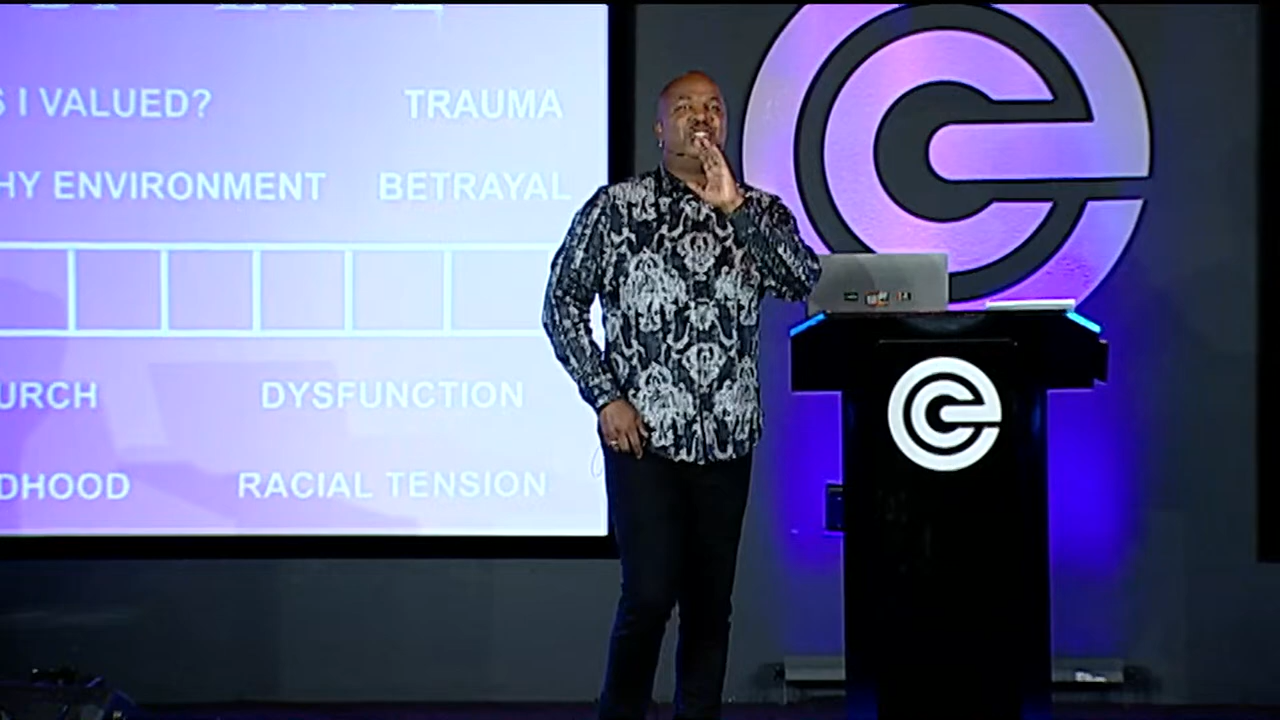 S I VALUED? TRAUMA
HY ENVIRONMENT BETRAYAL
URCH DYSFUNCTION
DHOOD RACIAL TENSION